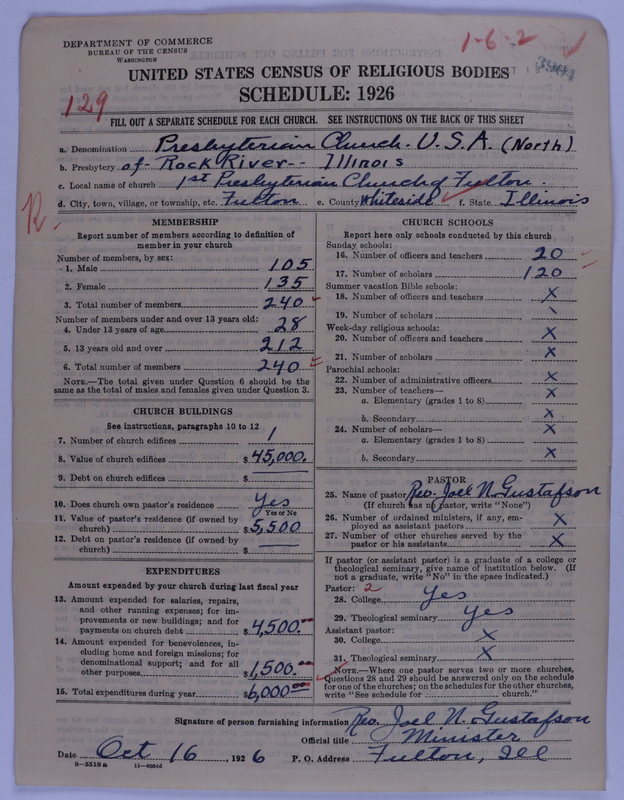 1-6-2
DEPARTMENT OF COMMERCE
BUREAU OF THE CENSUS
WASHINGTON
UNITED STATES CENSUS OF RELIGIOUS BODIES
SCHEDULE: 1926
129
FILL OUT A SEPARATE SCHEDULE FOR EACH CHURCH. SEE INSTRUCTIONS ON THE BACK OF THIS SHEET
a. Denomination Presbyterian Church. U.S.A. (North)
b. Presbytery of Rock River-- Illinois
c. Local name of church 1st Presbyterian Church of Fulton.
d. City, town, village, or township, etc. Fulton e. County Whiteside f. State Illinois
MEMBERSHIP
Report number of members according to definition of
member in your church
Number of members, by sex:
1. Male 105
2. Female 135
3. Total number of members 240
Number of members under and over 13 years old:
4. Under 13 years of age 28
5. 13 years old and over 212
6. Total number of members 240
NOTE.—The total given under Question 6 should be the
same as the total of males and females given under Question 3.
CHURCH BUILDINGS
See instructions, paragraphs 10 to 12
7. Number of church edifices 1
8. Value of church edifices $45,000.
9. Debt on church edifices $
10. Does church own pastor's residence yes
Yes or No
11. Value of pastor's residence (if owned by
church) $5,500
12. Debt on pastor's residence (if owned by
church) $
EXPENDITURES
Amount expended by your church during last fiscal year
13. Amount expended for salaries, repairs,
and other running expenses; for im-
provements or new buildings; and for
payments on church debt $4,500.
14. Amount expended for benevolences, in-
cluding home and foreign missions; for
denominational support; and for all
other purposes $1,500
15. Total expenditures during year $6,000
CHURCH SCHOOLS
Report here only schools conducted by this church
Sunday schools:
16. Number of officers and teachers 20
17. Number of scholars 120
Summer vacation Bible schools:
18. Number of officers and teachers X
19. Number of scholars
Week-day religious schools:
20. Number of officers and teachers X
21. Number of scholars X
Parochial schools:
22. Number of administrative officers X
23. Number of teachers—
a. Elementary (grades 1 to 8) X
b. Secondary X
24. Number of scholars—
a. Elementary (grades 1 to 8) X
b. Secondary X
PASTOR
25. Name of pastor Rev. Joel N. Gustafson
(If church has no pastor, write "None")
26. Number of ordained ministers, if any, em-
ployed as assistant pastors X
27. Number of other churches served by the
pastor or his assistants X
If pastor (or assistant pastor) is a graduate of a college or
theological seminary, give name of institution below. (If
not a graduate, write "No" in the space indicated.)
Pastor: 2
28. College yes
29. Theological seminary yes
Assistant pastor:
30. College X
31. Theological seminary X
NOTE.—Where one pastor serves two or more churches,
Questions 28 and 29 should be answered only on the schedule
for one of the churches; on the schedules for the other churches,
write "See schedule for church."
Signature of person furnishing information Rev. Joel N. Gustafson
Official title Minister
Date Oct 16, 1926 P. O. Address Fulton, Ill
8—5518a